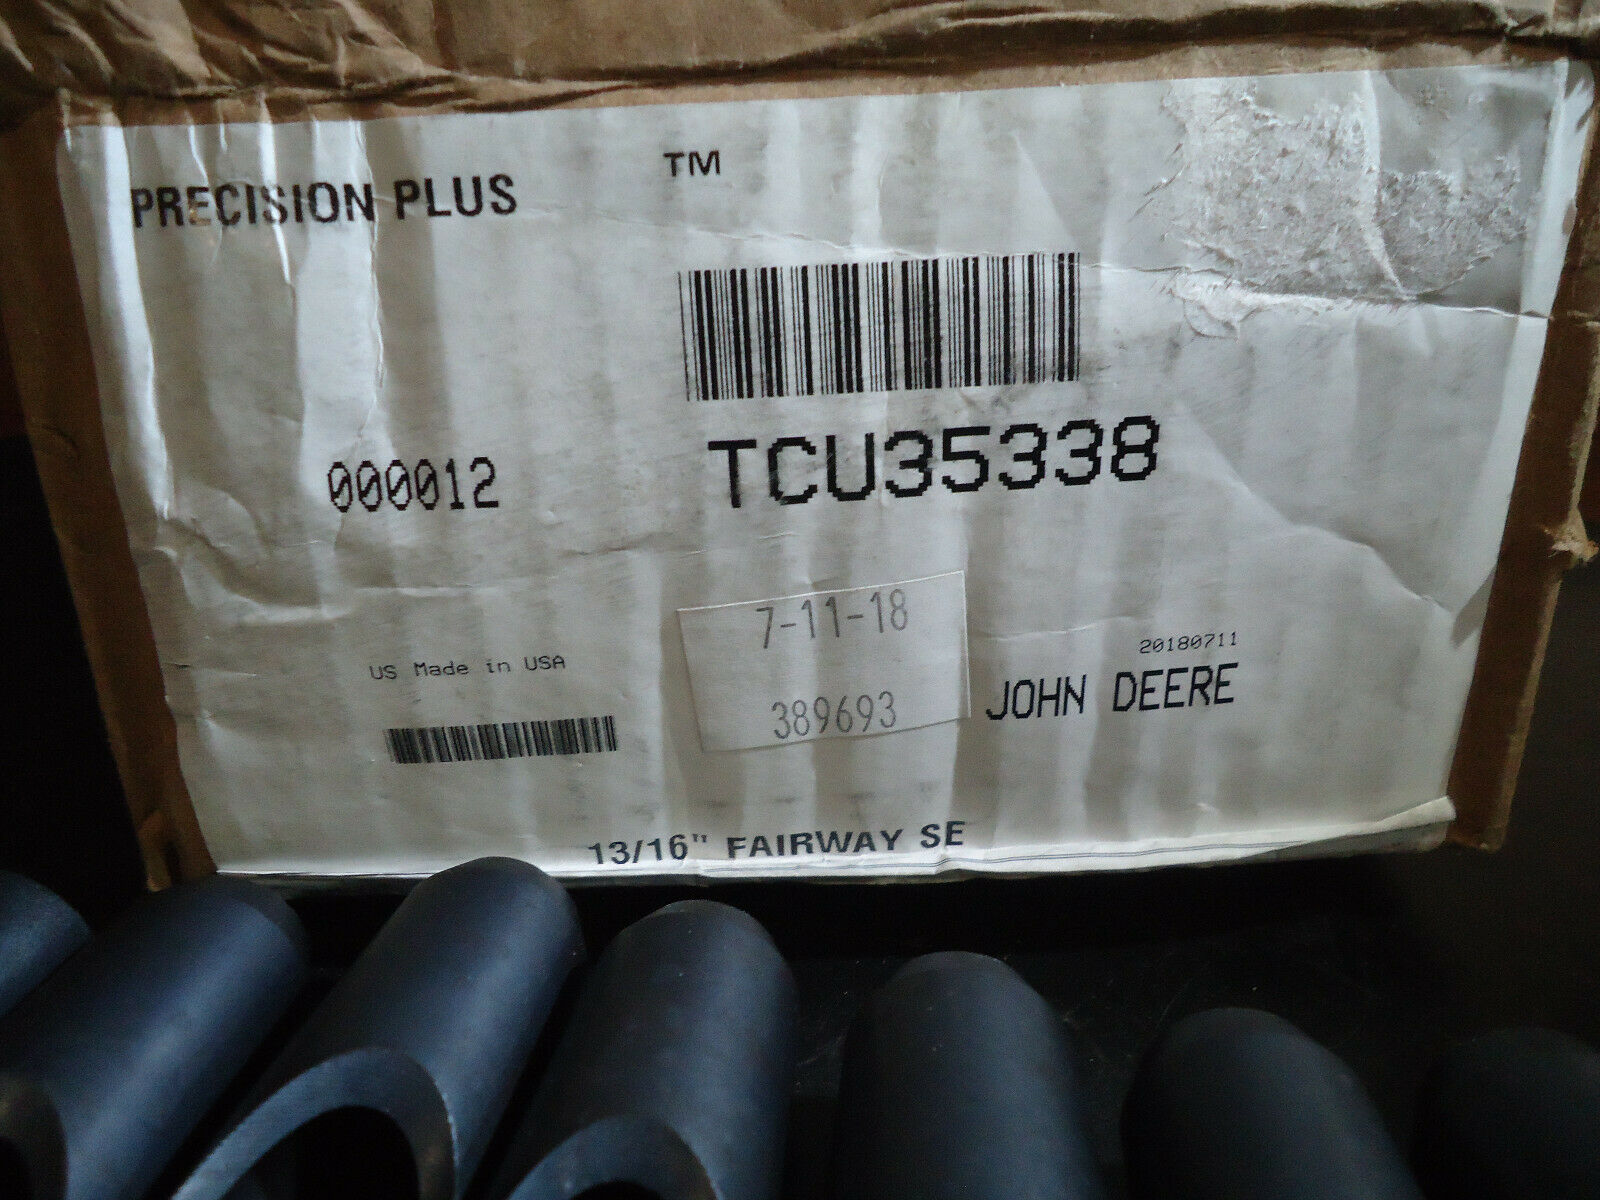 PRECISION PLUS ™
000012
TCU35338
7-11-18
389693
US Made in USA
20180711
JOHN DEERE
13/16" FAIRWAY SE